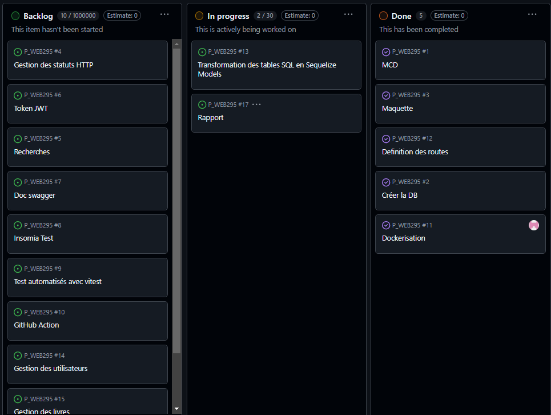 Backlog 10 / 1000000 Estimate: 0 ...
This item hasn't been started
P_WEB295 #4
Gestion des statuts HTTP
P_WEB295 #6
Token JWT
P_WEB295 #5
Recherches
P_WEB295 #7
Doc swagger
P_WEB295 #8
Insomia Test
P_WEB295 #9
Test automatisés avec vitest
P_WEB295 #10
GitHub Action
P_WEB295 #14
Gestion des utilisateurs
P_WEB295 #15
Gestion des livres
In progress 2 / 30 Estimate: 0 ...
This is actively being worked on
P_WEB295 #13
Transformation des tables SQL en Sequelize
Models
P_WEB295 #17 ...
Rapport
Done 5 Estimate: 0 ...
This has been completed
P_WEB295 #1
MCD
P_WEB295 #3
Maquette
P_WEB295 #12
Definition des routes
P_WEB295 #2
Créer la DB
P_WEB295 #11
Dockerisation